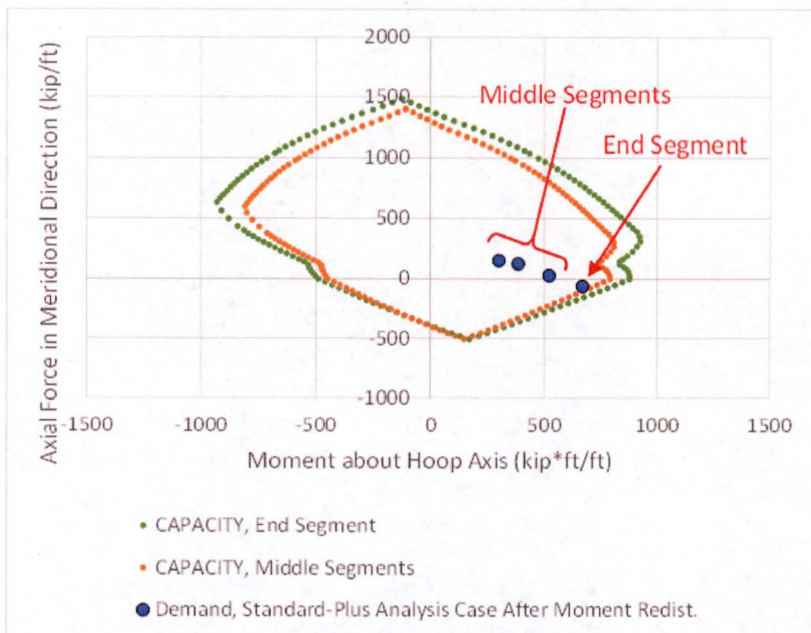 Axial Force in Meridional Direction (kip/ft)
2000
1500
1000
500
0
-500
-1000
-1500
-1000
-500
0
500
1000
1500
Middle Segments
End Segment
Moment about Hoop Axis (kip*ft/ft)
CAPACITY, End Segment
CAPACITY, Middle Segments
Demand, Standard-Plus Analysis Case After Moment Redist.